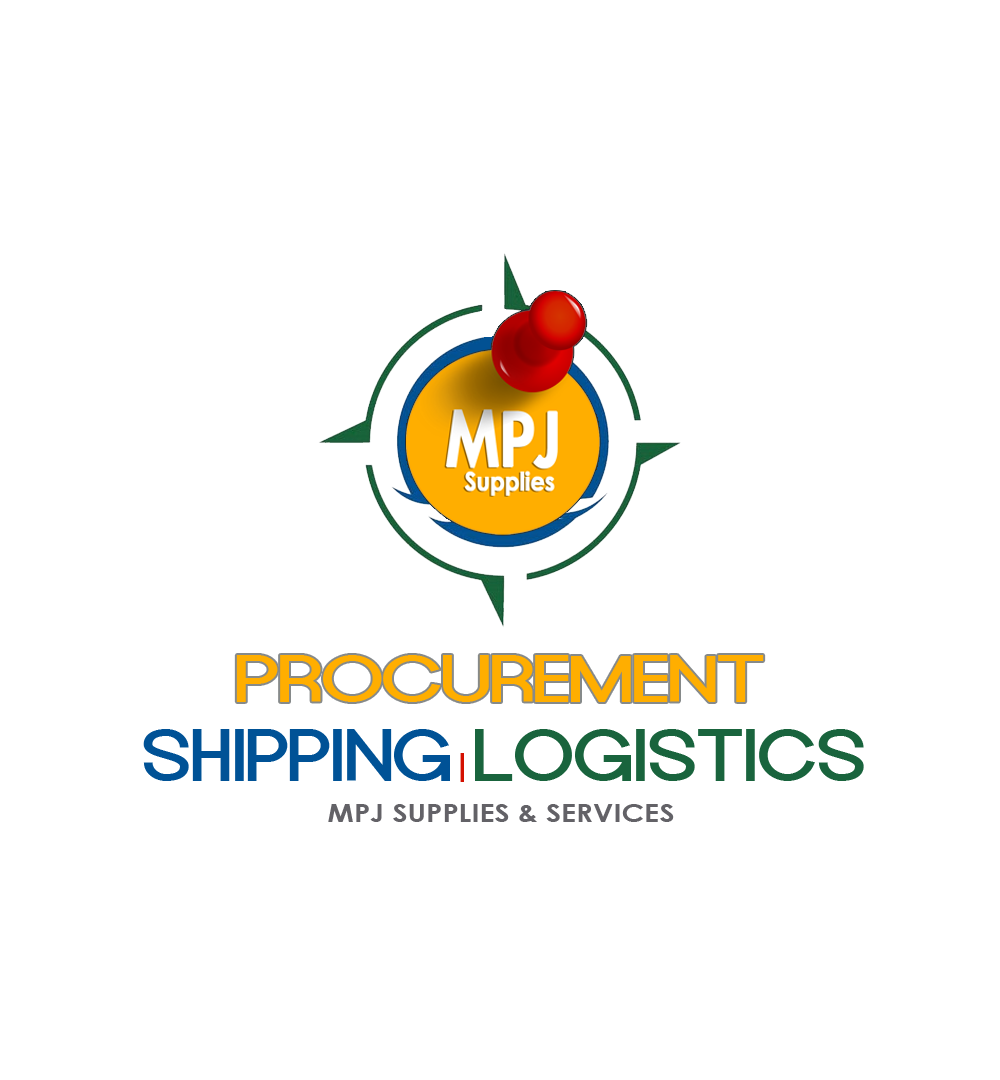 MPJ
Supplies
PROCUREMENT
SHIPPING|LOGISTICS
MPJ SUPPLIES & SERVICES